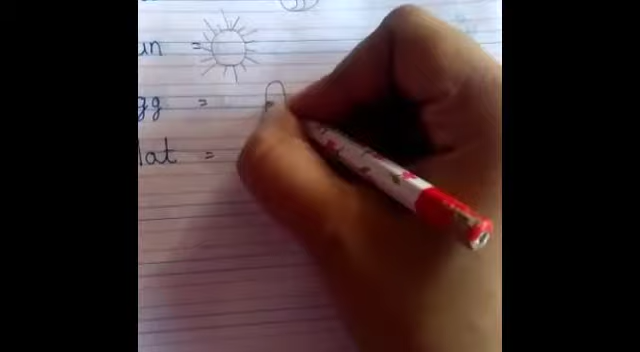 un =
gg =
at =